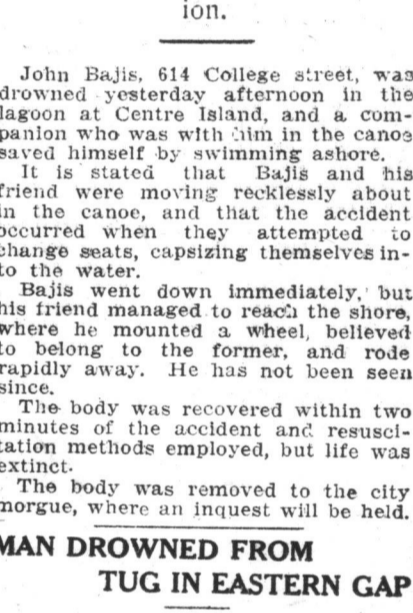 ion.
John Bajis, 614 College street, was
drowned yesterday afternoon in the
lagoon at Centre Island, and a com-
panion who was with him in the canoe
saved himself by swimming ashore.
It is stated that Bajis and his
friend were moving recklessly about
in the canoe, and that the accident
occurred when they attempted to
change seats, capsizing themselves in-
to the water.
Bajis went down immediately, but
his friend managed to reach the shore,
where he mounted a wheel, believed
to belong to the former, and rode
rapidly away. He has not been seen
since.
The body was recovered within two
minutes of the accident and resusci-
tation methods employed, but life was
extinct.
The body was removed to the city
morgue, where an inquest will be held.
MAN DROWNED FROM
TUG IN EASTERN GAP